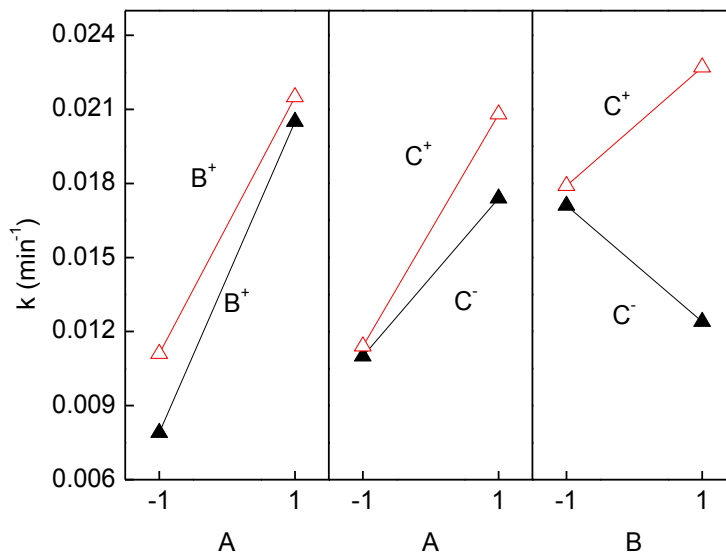 k (min⁻¹)
0.024
0.021
0.018
0.015
0.012
0.009
0.006
B⁺
B⁺
C⁺
C⁻
C⁺
C⁻
-1 1 -1 1 -1 1
A A B